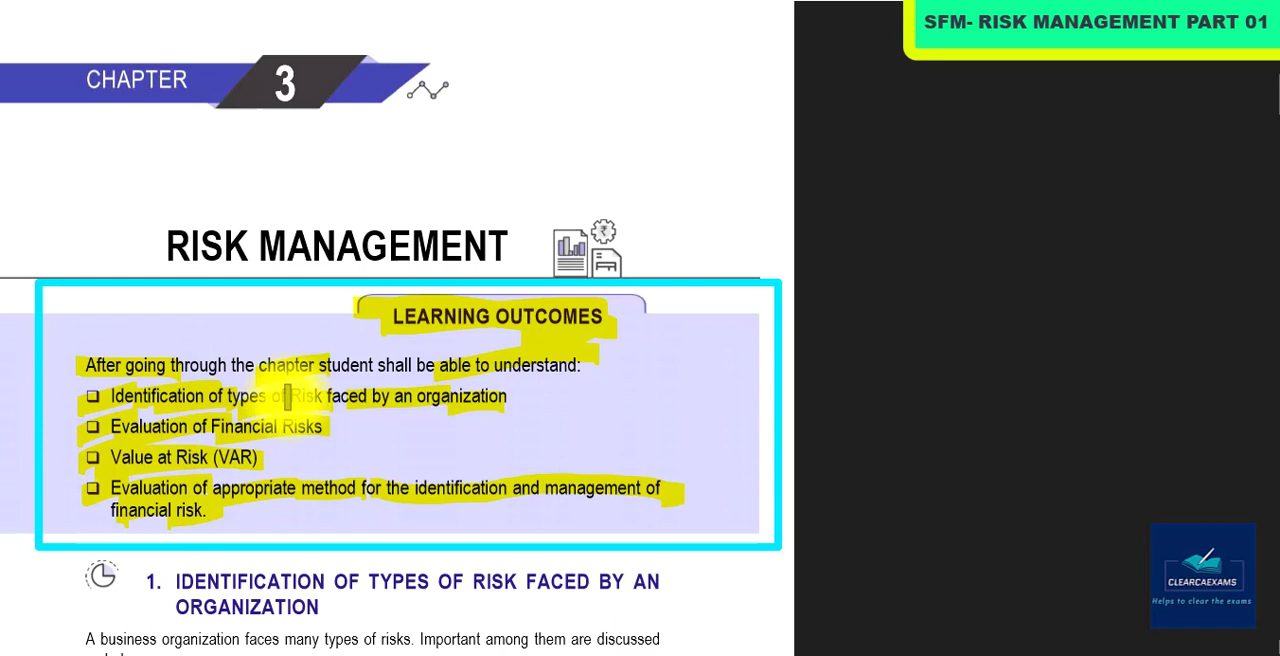 SFM- RISK MANAGEMENT PART 01
CHAPTER 3
RISK MANAGEMENT
LEARNING OUTCOMES
After going through the chapter student shall be able to understand:
❑ Identification of types of Risk faced by an organization
❑ Evaluation of Financial Risks
❑ Value at Risk (VAR)
❑ Evaluation of appropriate method for the identification and management of
financial risk.
1. IDENTIFICATION OF TYPES OF RISK FACED BY AN
ORGANIZATION
A business organization faces many types of risks. Important among them are discussed
CLEARCAEXAMS
Helps to clear the exams